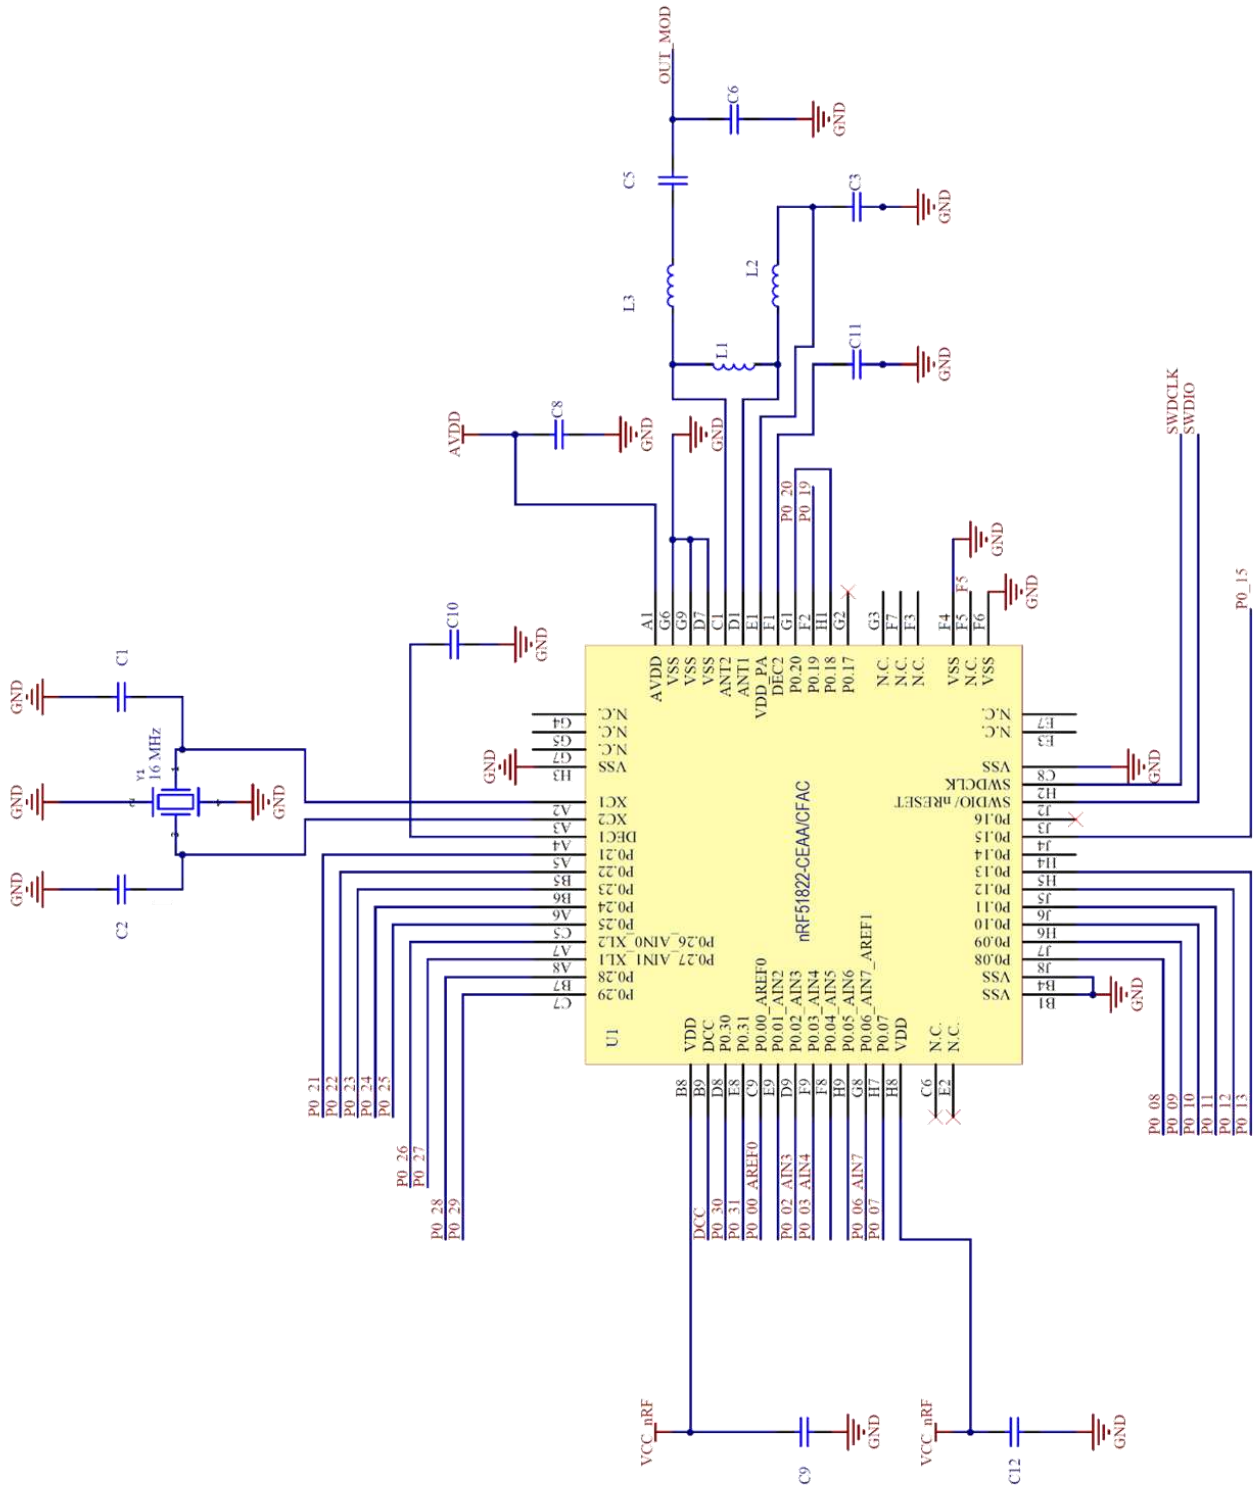 OUT_MOD
C6
GND
C5
C3
GND
L3
L2
L1
C11
GND
AVDD
C8
GND
GND
SWDCLK
SWDIO
P0_20
P0_19
GND
F5
GND
P0_15
C10
GND
C1
GND
Y1
16 MHz
1
2
3
4
GND
GND
GND
C2
A1
G6
G9
D7
C1
D1
E1
F1
G1
F2
H1
G2
G3
F7
F3
F4
F5
F6
AVDD
VSS
VSS
VSS
ANT2
ANT1
VDD_PA
DEC2
P0.20
P0.19
P0.18
P0.17
N.C.
N.C.
N.C.
VSS
N.C.
VSS
N.C.
N.C.
N.C.
VSS
XC1
XC2
DEC1
P0.21
P0.22
P0.23
P0.24
P0.25
P0.26_AIN0_XL2
P0.27_AIN1_XL1
P0.28
P0.29
G4
G5
G7
H3
A2
A3
A4
A5
B5
B6
A6
C5
A7
A8
B7
C7
GND
nRF51822-CEAA/CFAC
U1
N.C.
N.C.
VSS
SWDCLK
SWDIO/nRESET
P0.16
P0.15
P0.14
P0.13
P0.12
P0.11
P0.10
P0.09
P0.08
VSS
VSS
E7
E3
C8
H2
J2
J3
J4
H4
H5
J5
J6
H6
J7
J8
B4
B1
GND
GND
VDD
DCC
P0.30
P0.31
P0.00_AREF0
P0.01_AIN2
P0.02_AIN3
P0.03_AIN4
P0.04_AIN5
P0.05_AIN6
P0.06_AIN7_AREF1
P0.07
VDD
N.C.
N.C.
B8
B9
D8
E8
C9
E9
D9
F9
F8
H9
G8
H7
H8
C6
E2
P0_21
P0_22
P0_23
P0_24
P0_25
P0_26
P0_27
P0_28
P0_29
DCC
P0_30
P0_31
P0_00_AREF0
P0_02_AIN3
P0_03_AIN4
P0_06_AIN7
P0_07
P0_08
P0_09
P0_10
P0_11
P0_12
P0_13
VCC_nRF
C9
GND
VCC_nRF
C12
GND